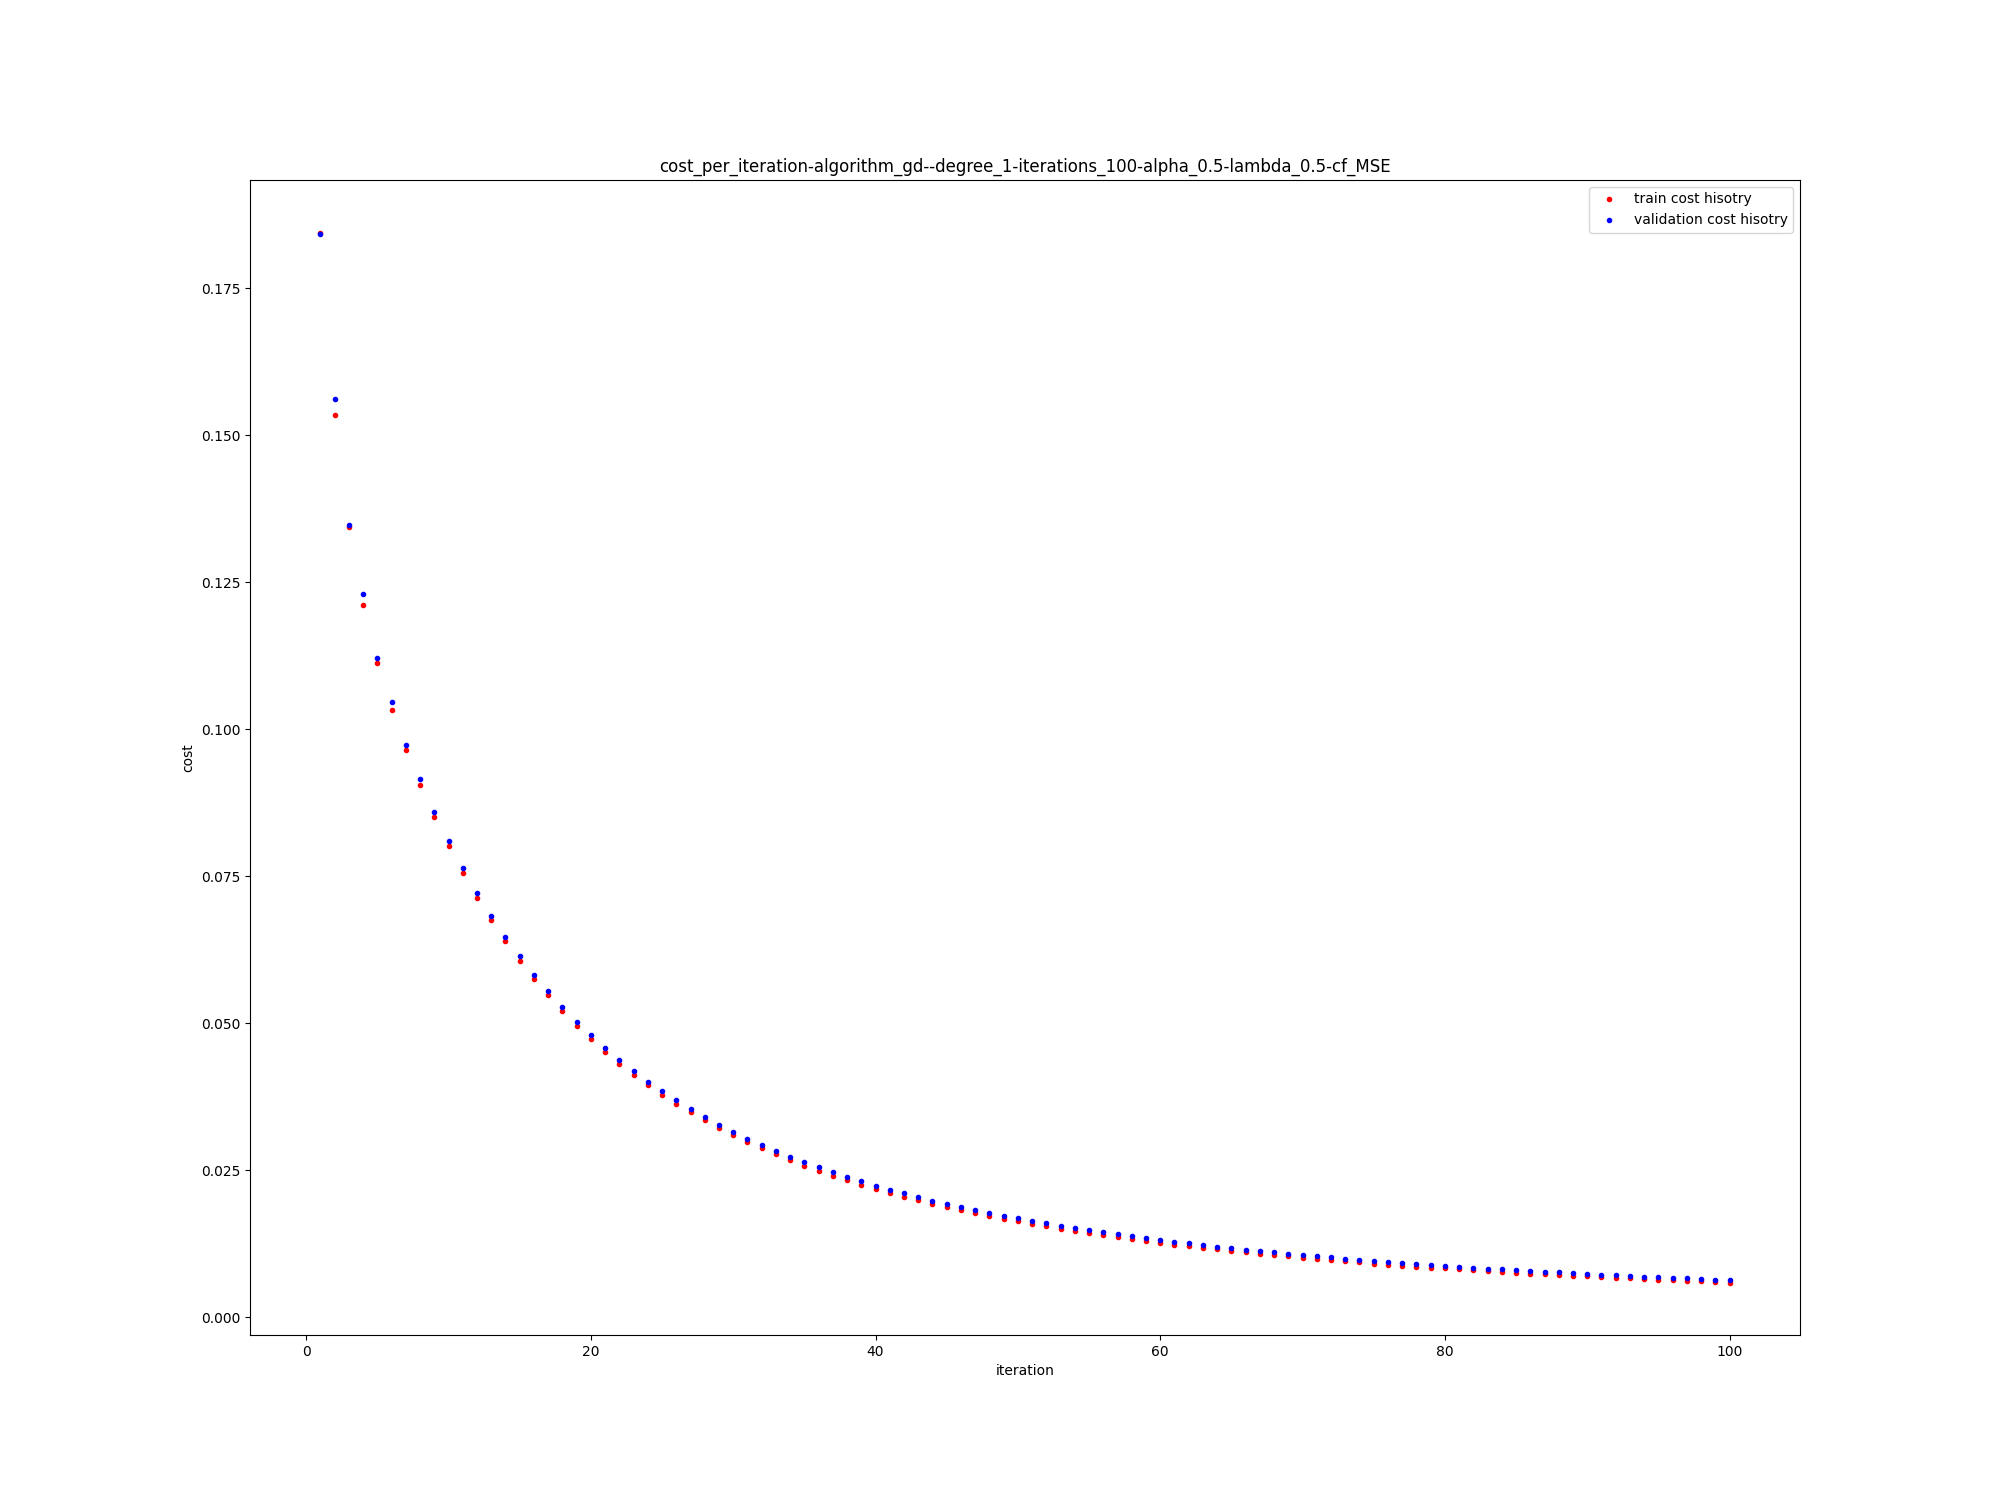 cost_per_iteration-algorithm_gd--degree_1-iterations_100-alpha_0.5-lambda_0.5-cf_MSE
train cost hisotry
validation cost hisotry
0.175
0.150
0.125
0.100
0.075
0.050
0.025
0.000
cost
0 20 40 60 80 100
iteration